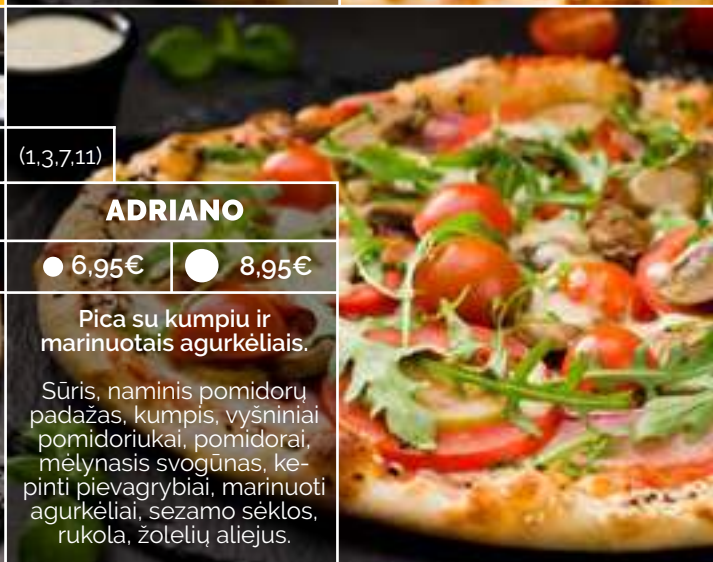 (1,3,7,11)
ADRIANO
6,95€ 8,95€
Pica su kumpiu ir
marinuotais agurkėliais.
Sūris, naminis pomidorų
padažas, kumpis, vyšniniai
pomidoriukai, pomidorai,
mėlynasis svogūnas, ke-
pinti pievagrybiai, marinuoti
agurkėliai, sezamo sėklos,
rukola, žolelių aliejus.